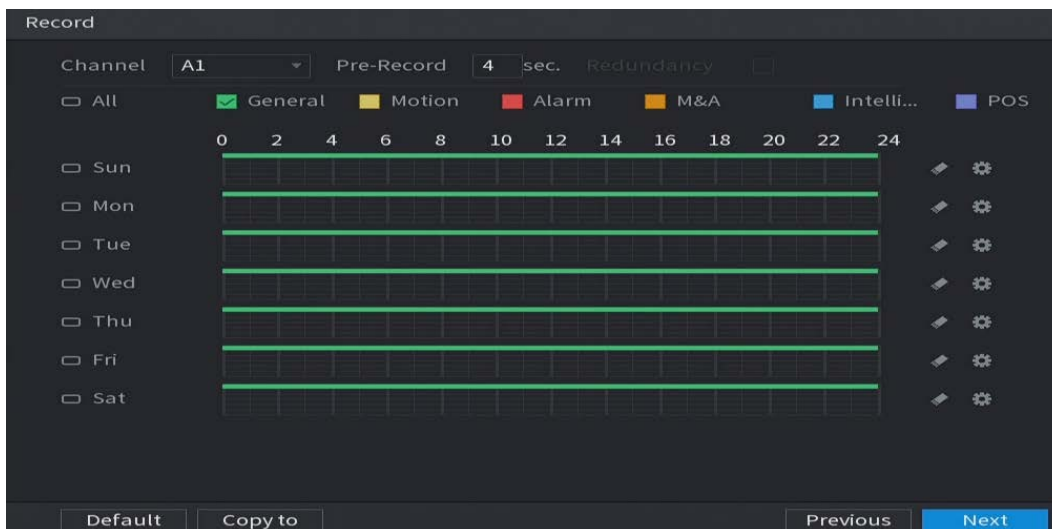 Record
Channel A1 Pre-Record 4 sec. Redundancy
All General Motion Alarm M&A Intelli... POS
0 2 4 6 8 10 12 14 16 18 20 22 24
Sun
Mon
Tue
Wed
Thu
Fri
Sat
Default Copy to Previous Next